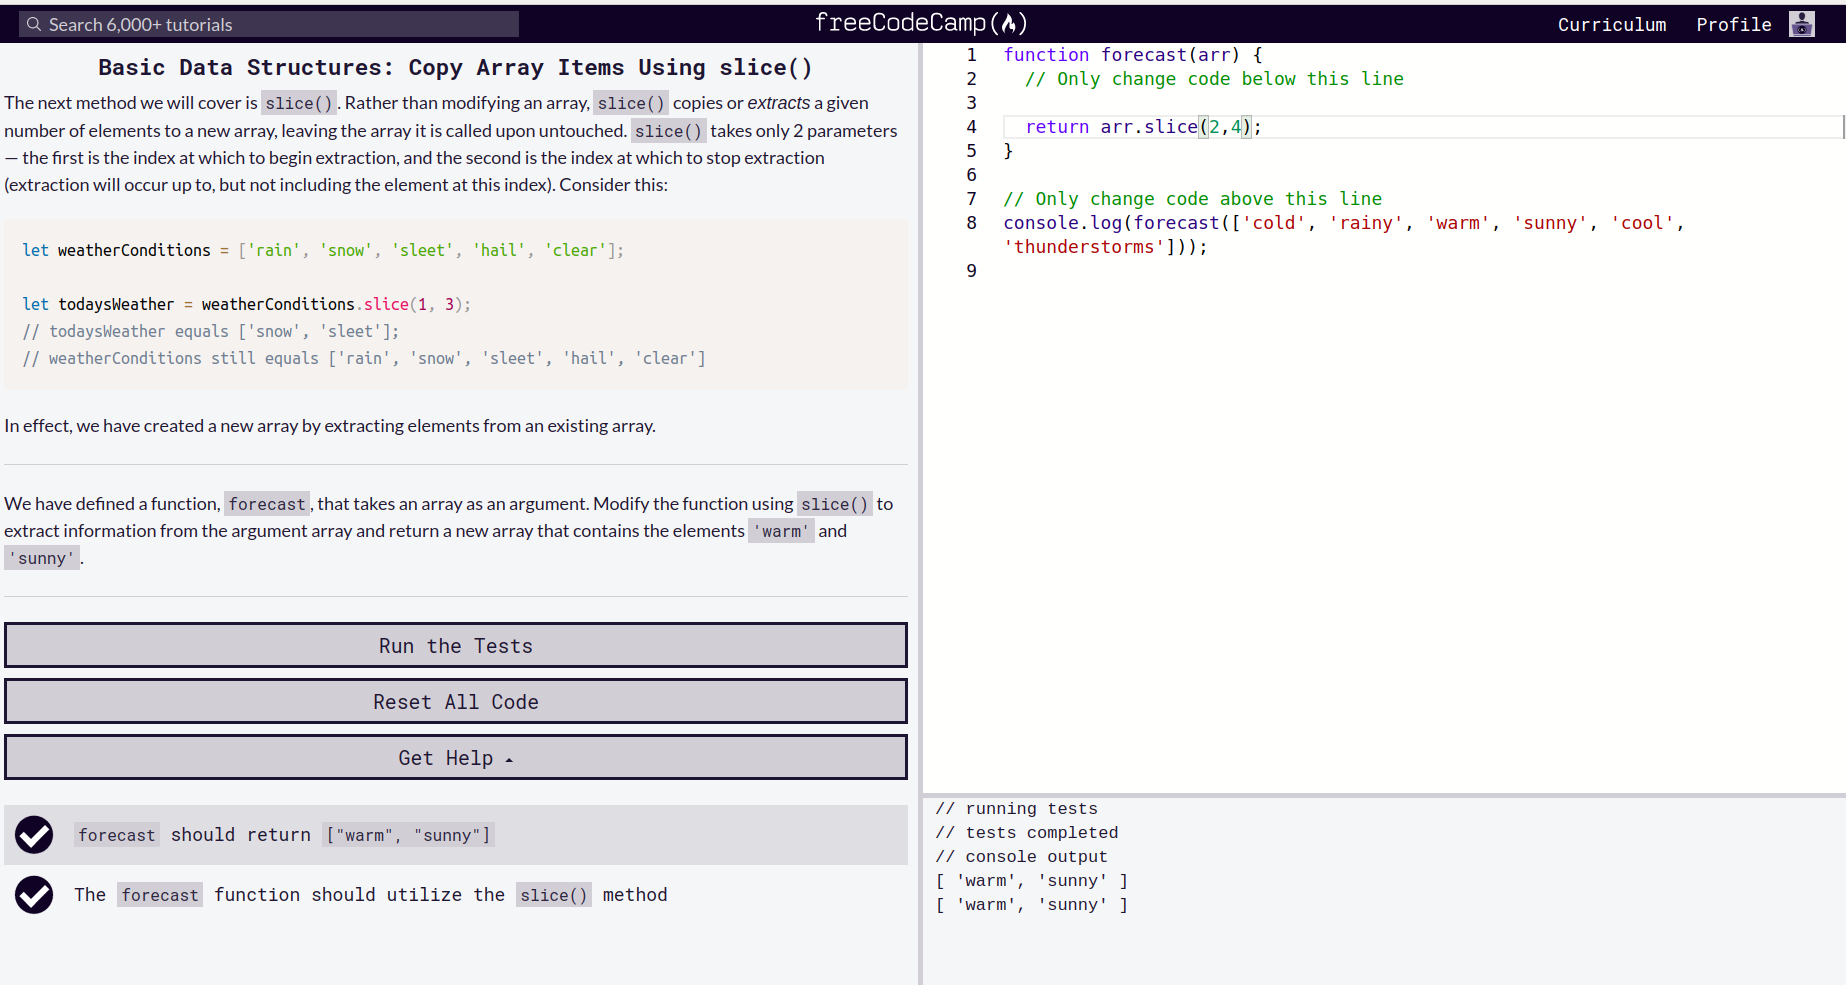 Search 6,000+ tutorials
freeCodeCamp(🔥)
Curriculum
Profile
Basic Data Structures: Copy Array Items Using slice()
The next method we will cover is slice(). Rather than modifying an array, slice() copies or extracts a given
number of elements to a new array, leaving the array it is called upon untouched. slice() takes only 2 parameters
— the first is the index at which to begin extraction, and the second is the index at which to stop extraction
(extraction will occur up to, but not including the element at this index). Consider this:
let weatherConditions = ['rain', 'snow', 'sleet', 'hail', 'clear'];
let todaysWeather = weatherConditions.slice(1, 3);
// todaysWeather equals ['snow', 'sleet'];
// weatherConditions still equals ['rain', 'snow', 'sleet', 'hail', 'clear']
In effect, we have created a new array by extracting elements from an existing array.
We have defined a function, forecast, that takes an array as an argument. Modify the function using slice() to
extract information from the argument array and return a new array that contains the elements 'warm' and
'sunny'.
Run the Tests
Reset All Code
Get Help
forecast should return ["warm", "sunny"]
The forecast function should utilize the slice() method
1 function forecast(arr) {
2 // Only change code below this line
3
4 return arr.slice(2,4);
5 }
6
7 // Only change code above this line
8 console.log(forecast(['cold', 'rainy', 'warm', 'sunny', 'cool',
'thunderstorms']));
9
// running tests
// tests completed
// console output
[ 'warm', 'sunny' ]
[ 'warm', 'sunny' ]